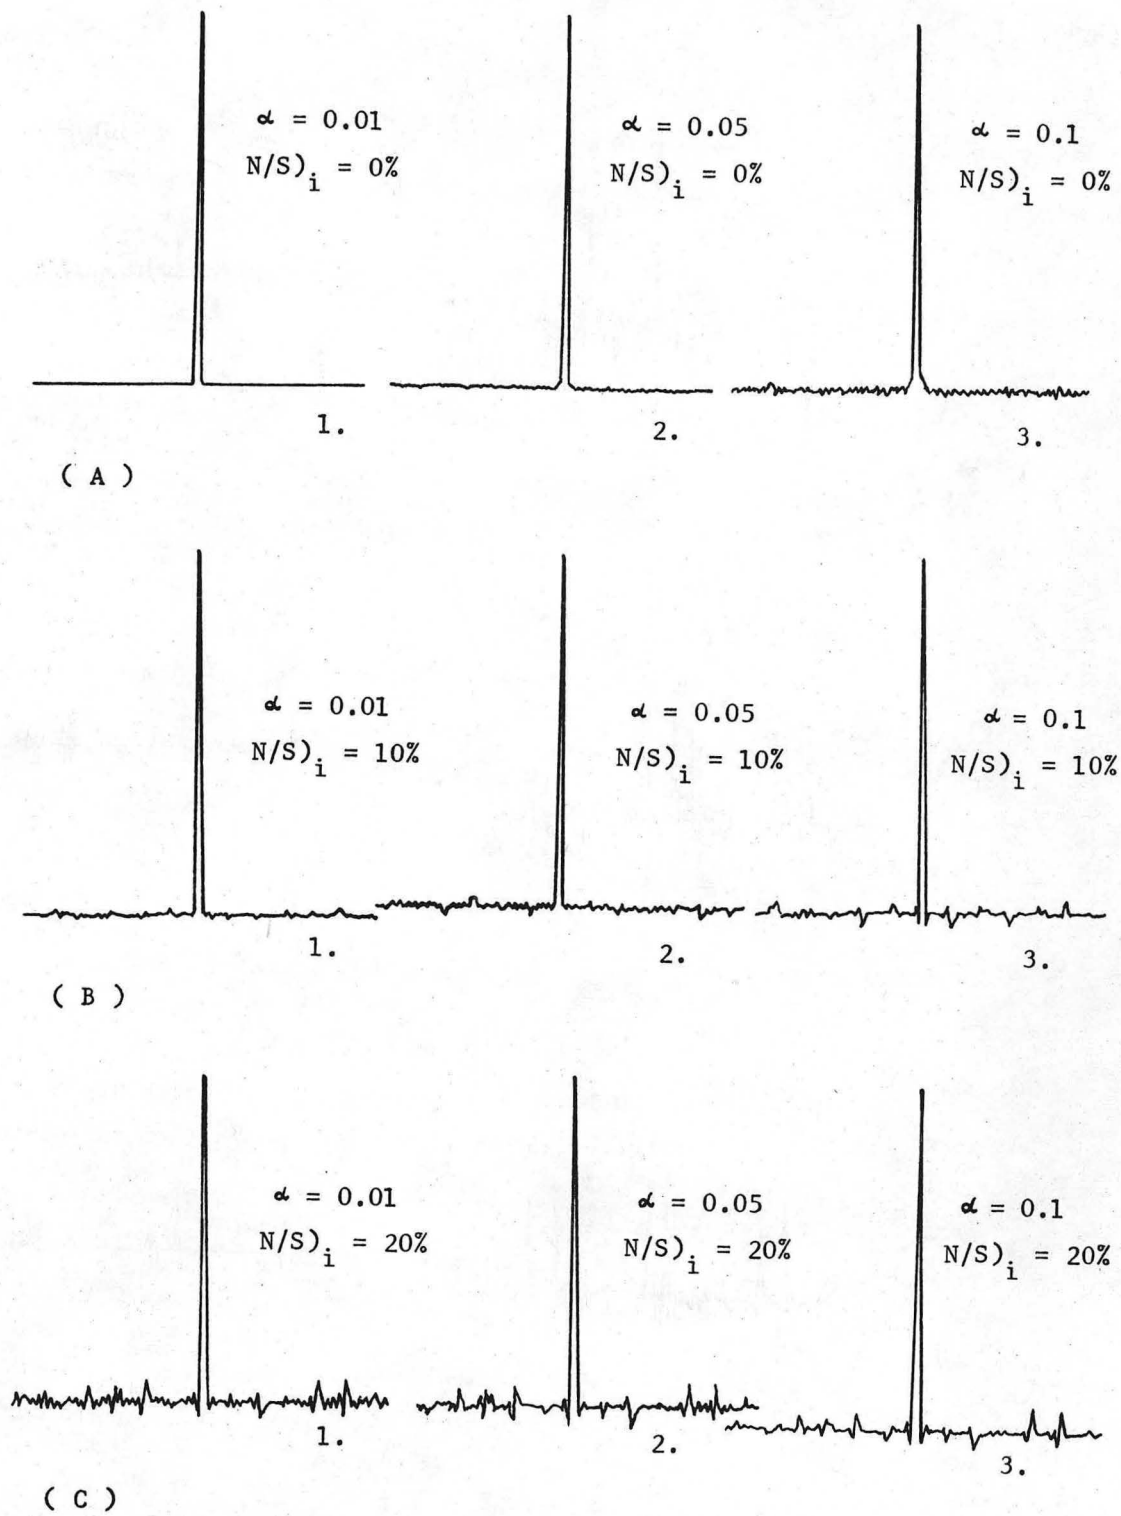 α = 0.01
N/S)i = 0%
α = 0.05
N/S)i = 0%
α = 0.1
N/S)i = 0%
1.
2.
3.
( A )
α = 0.01
N/S)i = 10%
α = 0.05
N/S)i = 10%
α = 0.1
N/S)i = 10%
1.
2.
3.
( B )
α = 0.01
N/S)i = 20%
α = 0.05
N/S)i = 20%
α = 0.1
N/S)i = 20%
1.
2.
3.
( C )